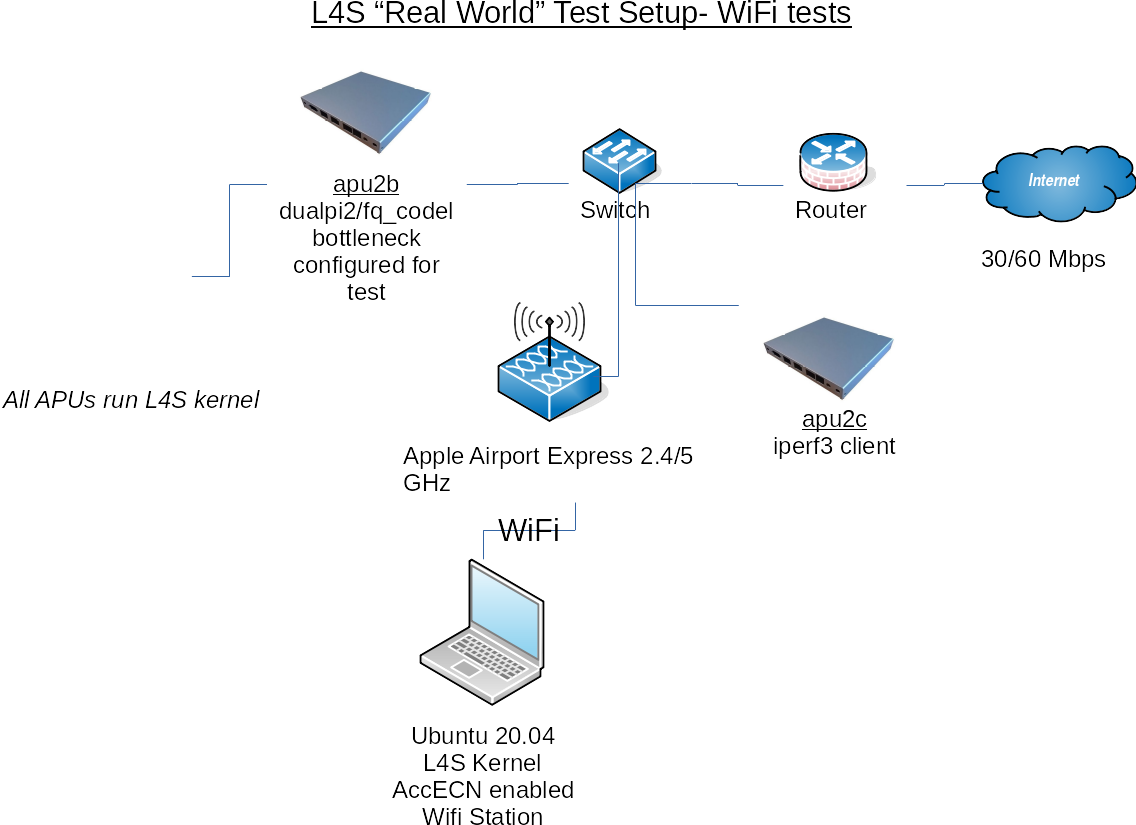 L4S “Real World” Test Setup- WiFi tests
apu2b
dualpi2/fq_codel
bottleneck
configured for
test
Switch
Router
Internet
30/60 Mbps
All APUs run L4S kernel
apu2c
iperf3 client
Apple Airport Express 2.4/5
GHz
WiFi
Ubuntu 20.04
L4S Kernel
AccECN enabled
Wifi Station